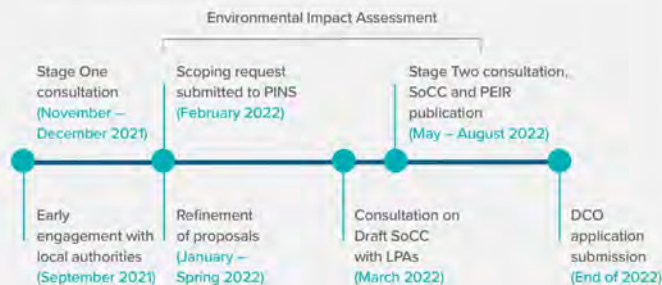 Environmental Impact Assessment
Stage One
consultation
(November –
December 2021)
Scoping request
submitted to PINS
(February 2022)
Stage Two consultation,
SoCC and PEIR
publication
(May – August 2022)
Early
engagement with
local authorities
(September 2021)
Refinement
of proposals
(January –
Spring 2022)
Consultation on
Draft SoCC
with LPAs
(March 2022)
DCO
application
submission
(End of 2022)